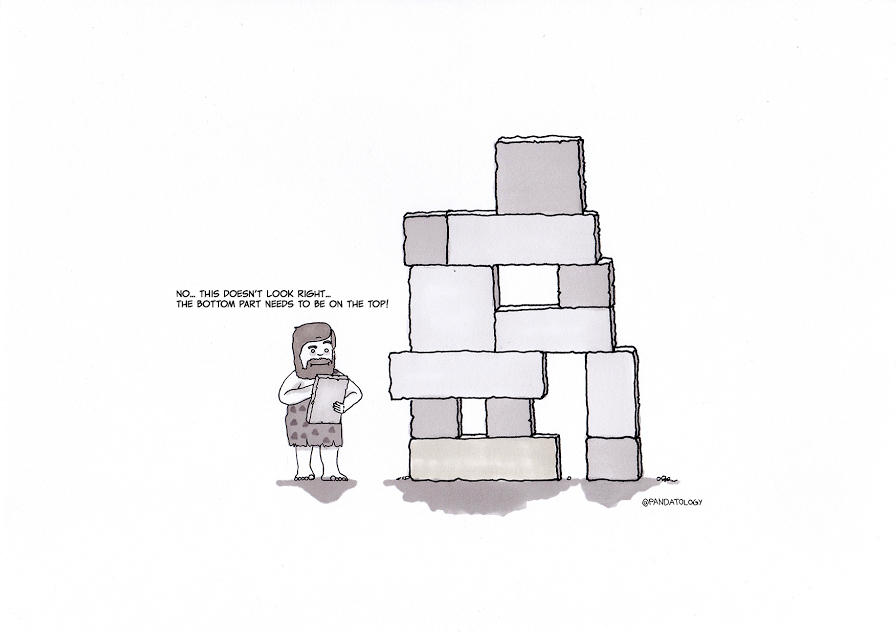 NO... THIS DOESN'T LOOK RIGHT...
THE BOTTOM PART NEEDS TO BE ON THE TOP!
@PANDATOLOGY